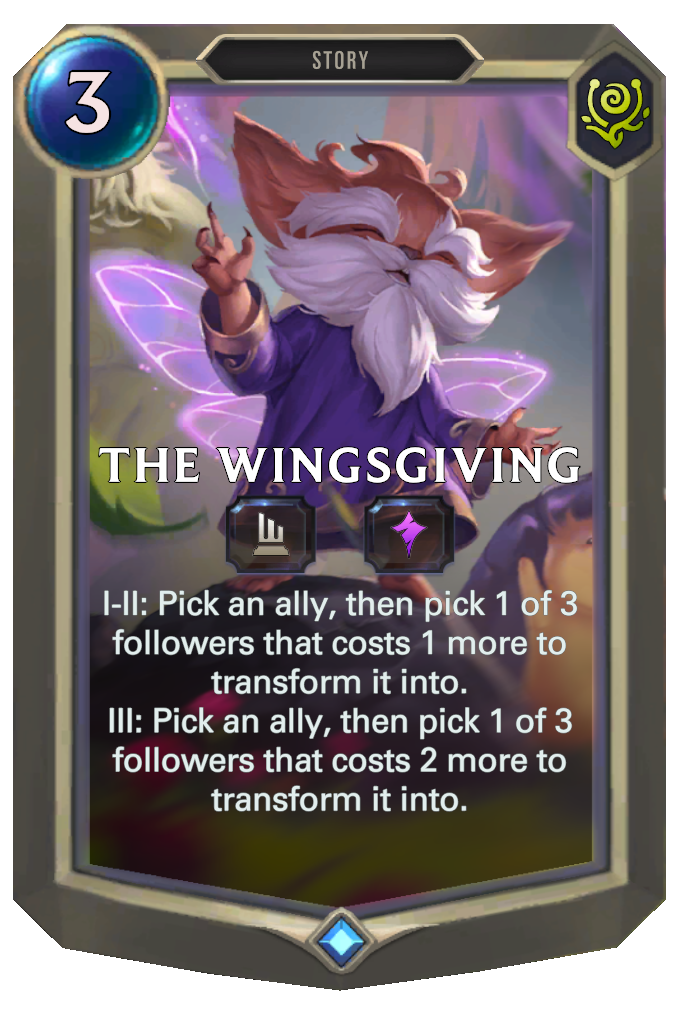 3
STORY
THE WINGSGIVING
I-II: Pick an ally, then pick 1 of 3
followers that costs 1 more to
transform it into.
III: Pick an ally, then pick 1 of 3
followers that costs 2 more to
transform it into.